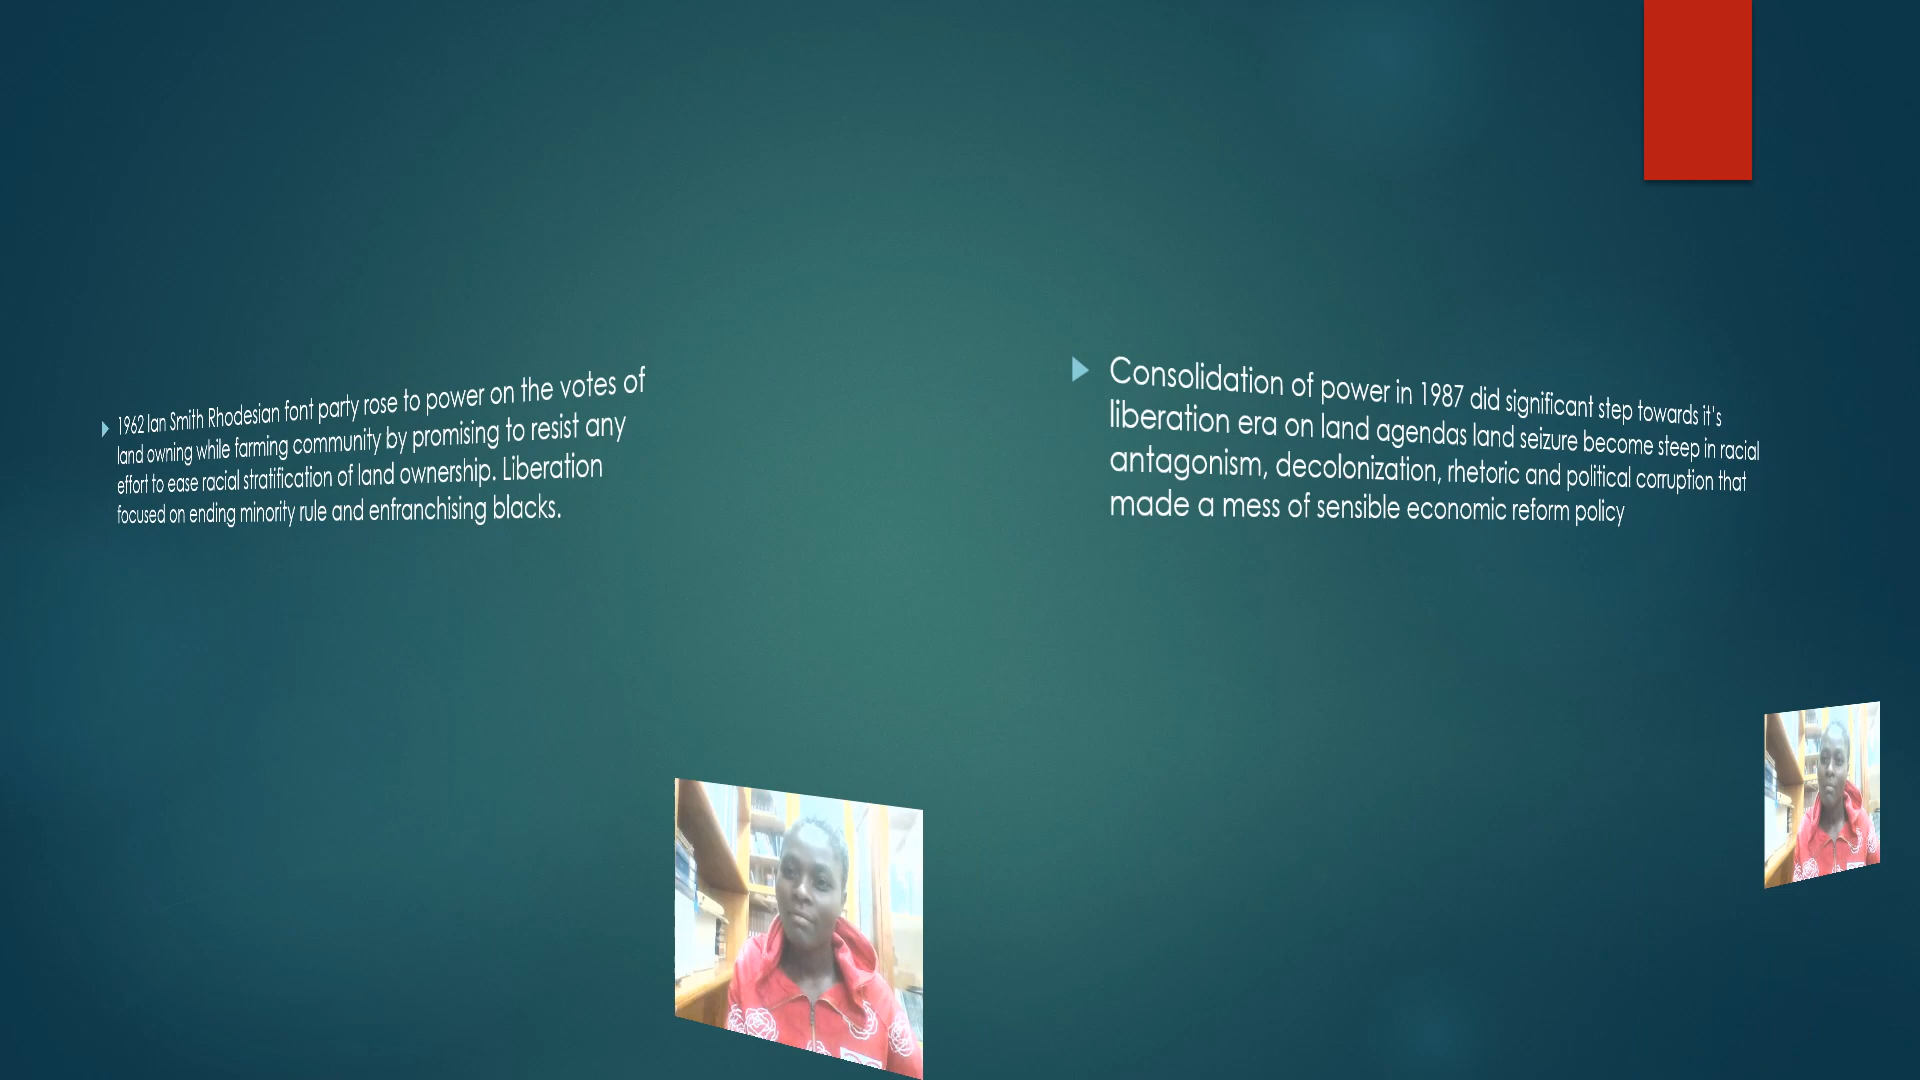 1962 Ian Smith Rhodesian font party rose to power on the votes of
land owning while farming community by promising to resist any
effort to ease racial stratification of land ownership. Liberation
focused on ending minority rule and enfranchising blacks.
Consolidation of power in 1987 did significant step towards it's
liberation era on land agendas land seizure become steep in racial
antagonism, decolonization, rhetoric and political corruption that
made a mess of sensible economic reform policy